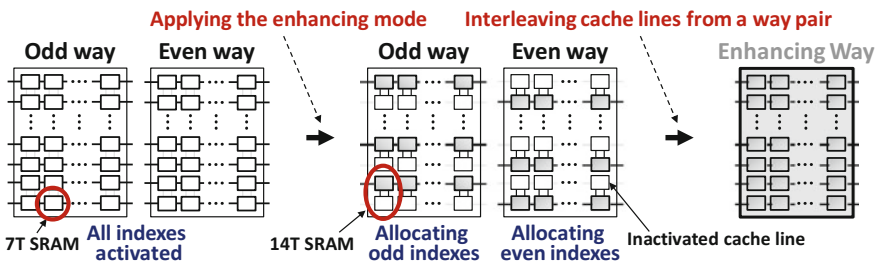 Applying the enhancing mode
Interleaving cache lines from a way pair
Odd way
Even way
Odd way
Even way
Enhancing Way
7T SRAM
All indexes
activated
14T SRAM
Allocating
odd indexes
Allocating
even indexes
Inactivated cache line